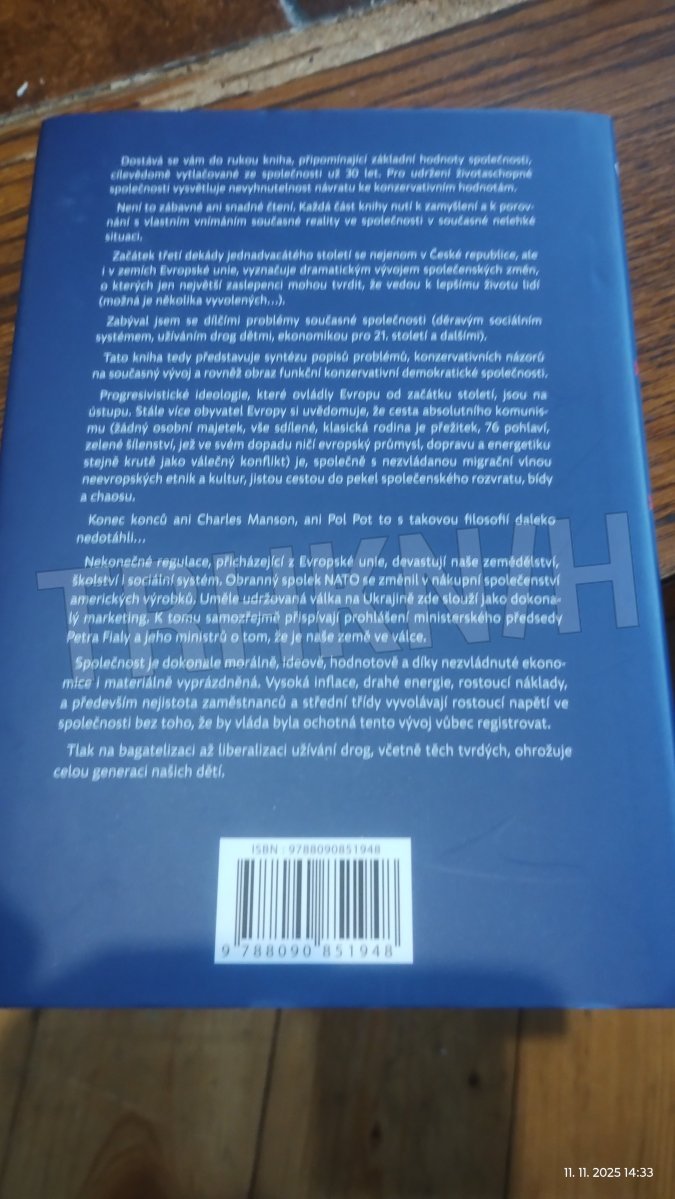 Dostává se vám do rukou kniha, připomínající základní hodnoty společnosti,
cílevědomě vytlačované ze společnosti už 30 let. Pro udržení životaschopné
společnosti vysvětluje nevyhnutelnost návratu ke konzervativním hodnotám.
Není to zábavné ani snadné čtení. Každá část knihy nutí k zamyšlení a k porov-
nání s vlastním vnímáním současné reality ve společnosti v současné nelehké
situaci.
Začátek třetí dekády jednadvacátého století se nejenom v České republice, ale
i v zemích Evropské unie, vyznačuje dramatickým vývojem společenských změn,
o kterých jen největší zaslepenci mohou tvrdit, že vedou k lepšímu životu lidí
(možná je několika vyvolených...).
Zabýval jsem se dílčími problémy současné společnosti (děravým sociálním
systémem, užíváním drog dětmi, ekonomikou pro 21. století a dalšími).
Tato kniha tedy představuje syntézu popisů problémů, konzervativních názorů
na současný vývoj a rovněž obraz funkční konzervativní demokratické společnosti.
Progresivistické ideologie, které ovládly Evropu od začátku století, jsou na
ústupu. Stále více obyvatel Evropy si uvědomuje, že cesta absolutního komunis-
mu (žádný osobní majetek, vše sdílené, klasická rodina je přežitek, 76 pohlaví,
zelené šílenství, jež ve svém dopadu ničí evropský průmysl, dopravu a energetiku
stejně krutě jako válečný konflikt) je, společně s nezvládanou migrační vlnou
neevropských etnik a kultur, jistou cestou do pekel společenského rozvratu, bídy
a chaosu.
Konec konců ani Charles Manson, ani Pol Pot to s takovou filosofií daleko
nedotáhli...
Nekonečné regulace, přicházející z Evropské unie, devastují naše zemědělství,
školství i sociální systém. Obranný spolek NATO se změnil v nákupní společenství
amerických výrobků. Uměle udržovaná válka na Ukrajině zde slouží jako dokona-
lý marketing. K tomu samozřejmě přispívají prohlášení ministerského předsedy
Petra Fialy a jeho ministrů o tom, že je naše země ve válce.
Společnost je dokonale morálně, ideově, hodnotově a díky nezvládnuté ekono-
mice i materiálně vyprázdněná. Vysoká inflace, drahé energie, rostoucí náklady,
a především nejistota zaměstnanců a střední třídy vyvolávají rostoucí napětí ve
společnosti bez toho, že by vláda byla ochotná tento vývoj vůbec registrovat.
Tlak na bagatelizaci až liberalizaci užívání drog, včetně těch tvrdých, ohrožuje
celou generaci našich dětí.
TRHKNIH
ISBN : 9788090851948
9 788090 851948
11. 11. 2025 14:33